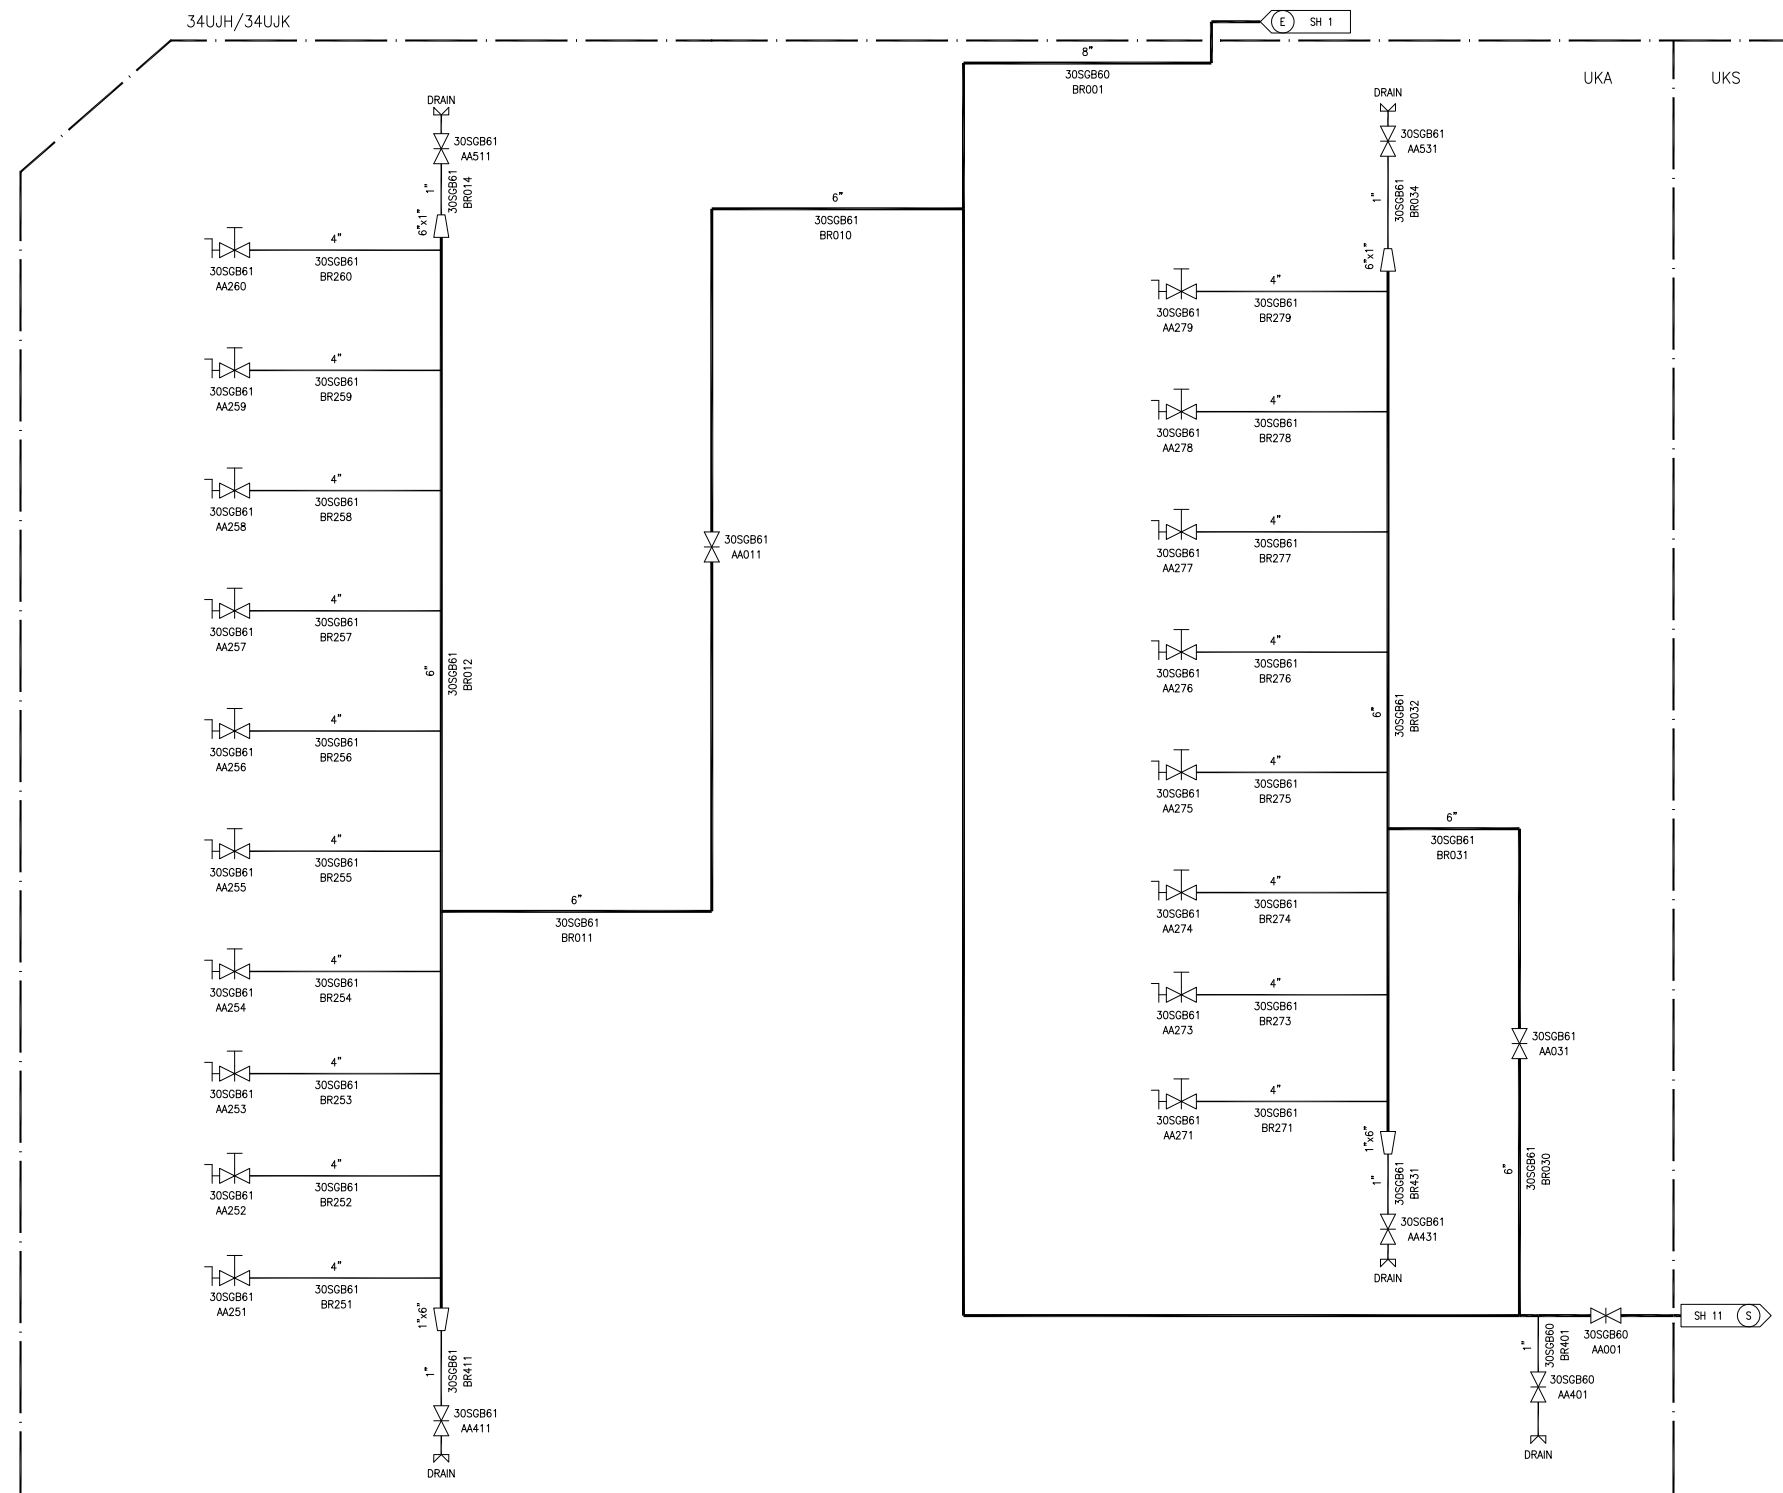 34UJH/34UJK
E SH 1
8"
30SGB60
BR001
UKA
UKS
DRAIN
30SGB61
AA511
1"
30SGB61
BR014
6"x1"
4"
30SGB61
BR260
30SGB61
AA260
4"
30SGB61
BR259
30SGB61
AA259
4"
30SGB61
BR258
30SGB61
AA258
4"
30SGB61
BR257
30SGB61
AA257
6"
30SGB61
BR012
4"
30SGB61
BR256
30SGB61
AA256
4"
30SGB61
BR255
30SGB61
AA255
4"
30SGB61
BR254
30SGB61
AA254
4"
30SGB61
BR253
30SGB61
AA253
4"
30SGB61
BR252
30SGB61
AA252
4"
30SGB61
BR251
30SGB61
AA251
1"x6"
1"
30SGB61
BR411
30SGB61
AA411
DRAIN
6"
30SGB61
BR010
30SGB61
AA011
6"
30SGB61
BR011
DRAIN
30SGB61
AA531
1"
30SGB61
BR034
6"x1"
4"
30SGB61
BR279
30SGB61
AA279
4"
30SGB61
BR278
30SGB61
AA278
4"
30SGB61
BR277
30SGB61
AA277
4"
30SGB61
BR276
30SGB61
AA276
6"
30SGB61
BR032
4"
30SGB61
BR275
30SGB61
AA275
6"
30SGB61
BR031
4"
30SGB61
BR274
30SGB61
AA274
4"
30SGB61
BR273
30SGB61
AA273
30SGB61
AA031
4"
30SGB61
BR271
30SGB61
AA271
1"x6"
1"
30SGB61
BR431
30SGB61
AA431
DRAIN
6"
30SGB61
BR030
SH 11 S
30SGB60
AA001
1"
30SGB60
BR401
30SGB60
AA401
DRAIN